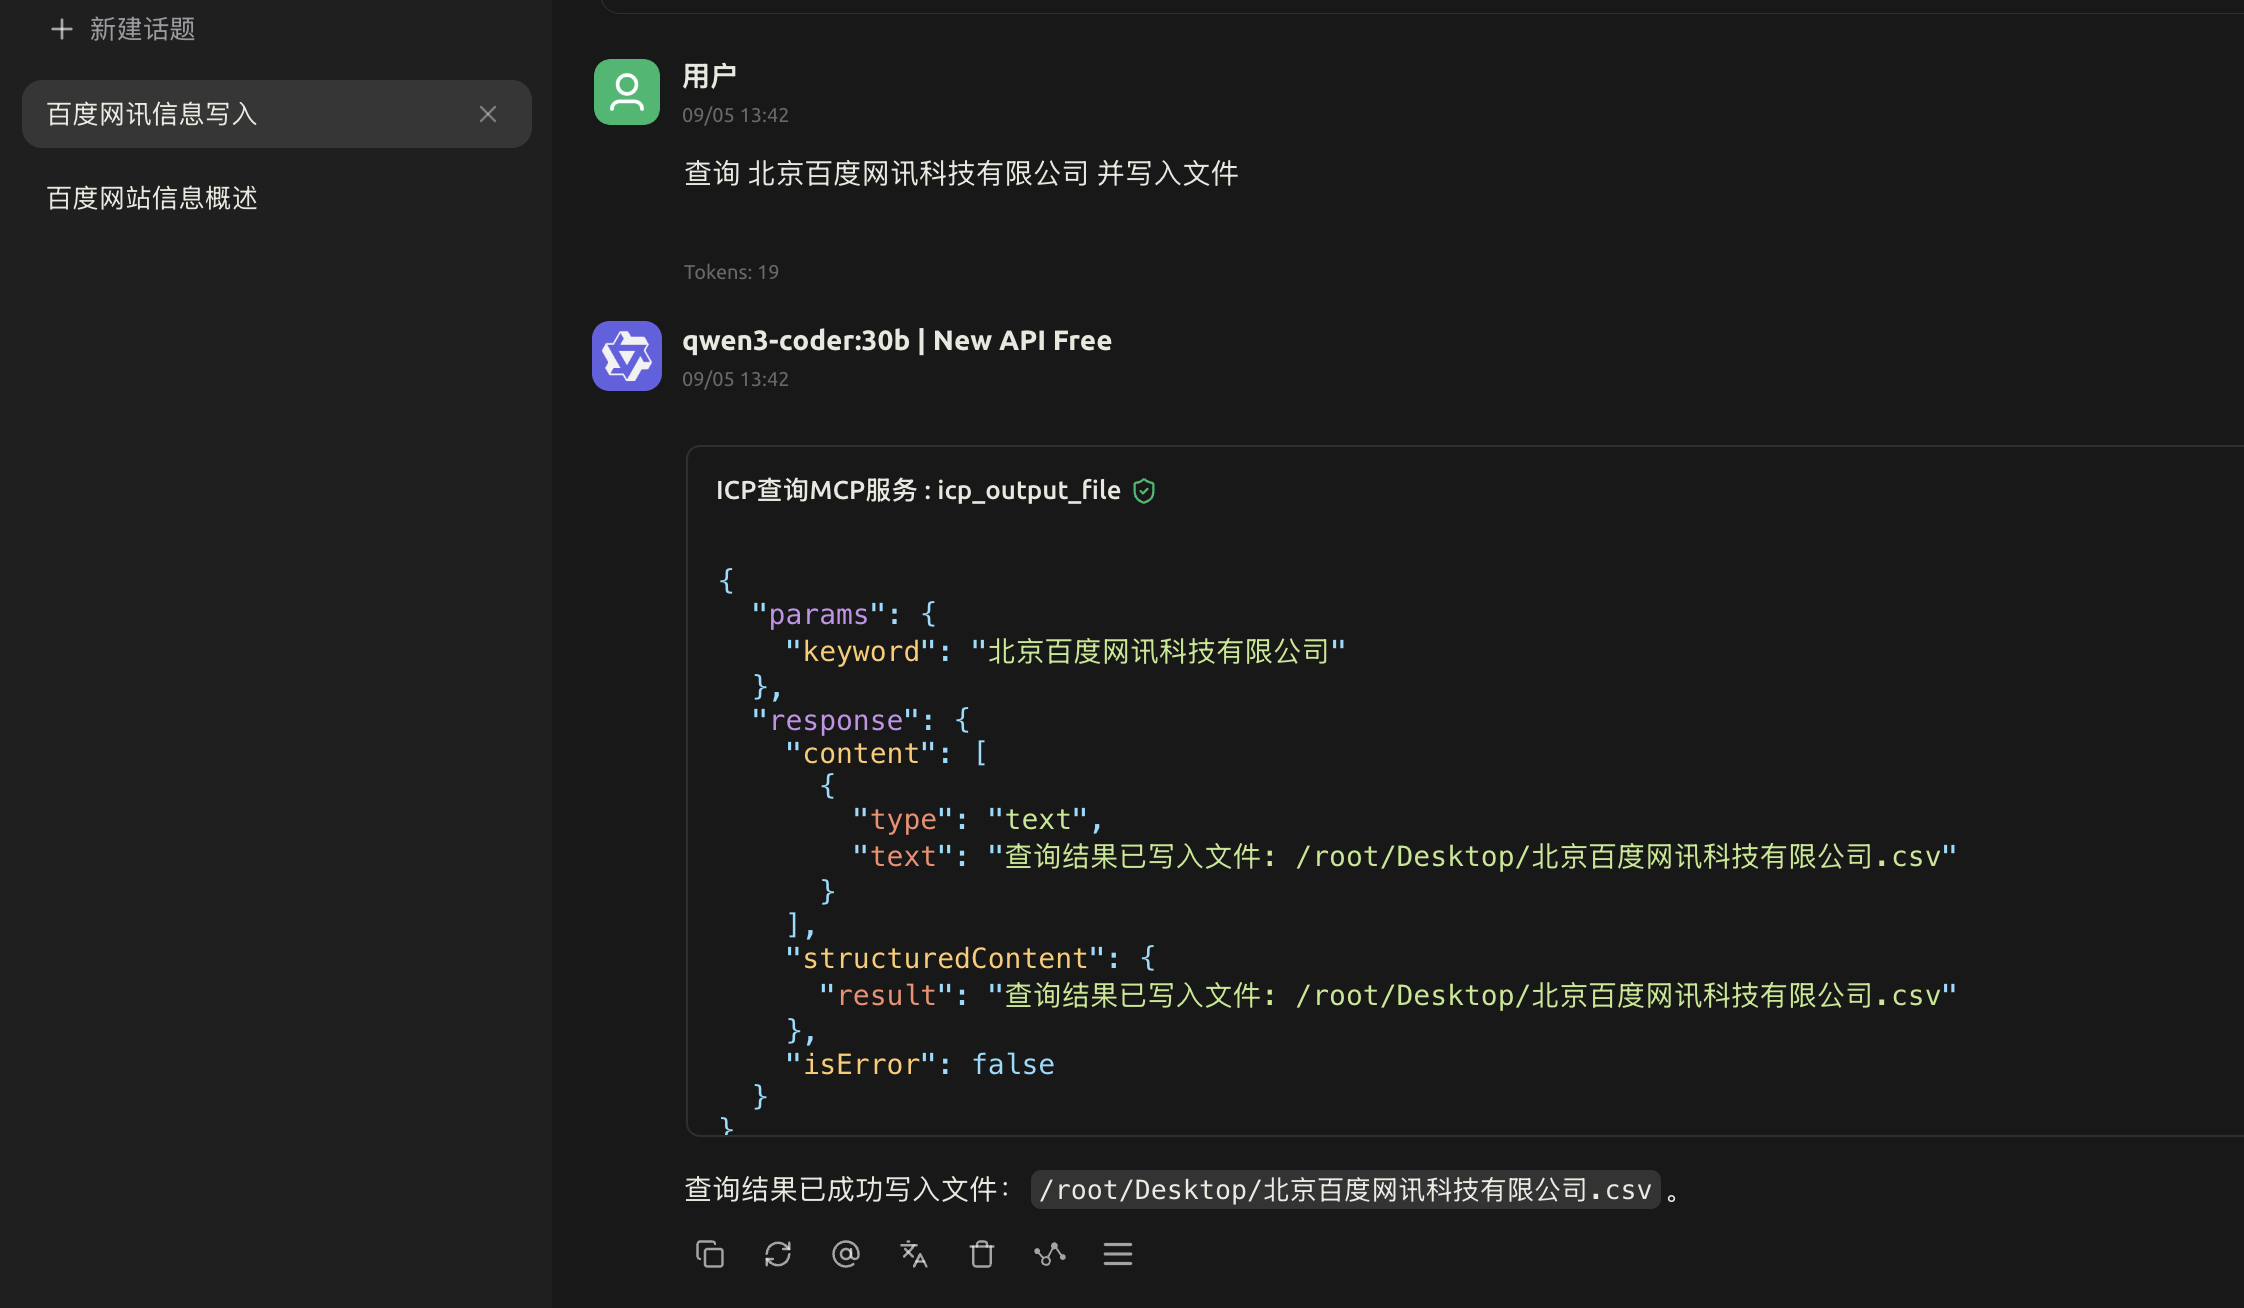 新建话题
百度网讯信息写入
百度网站信息概述
用户
09/05 13:42
查询 北京百度网讯科技有限公司 并写入文件
Tokens: 19
qwen3-coder:30b | New API Free
09/05 13:42
ICP查询MCP服务 : icp_output_file
{
  "params": {
    "keyword": "北京百度网讯科技有限公司"
  },
  "response": {
    "content": [
      {
        "type": "text",
        "text": "查询结果已写入文件: /root/Desktop/北京百度网讯科技有限公司.csv"
      }
    ],
    "structuredContent": {
      "result": "查询结果已写入文件: /root/Desktop/北京百度网讯科技有限公司.csv"
    },
    "isError": false
  }
}
查询结果已成功写入文件： /root/Desktop/北京百度网讯科技有限公司.csv 。